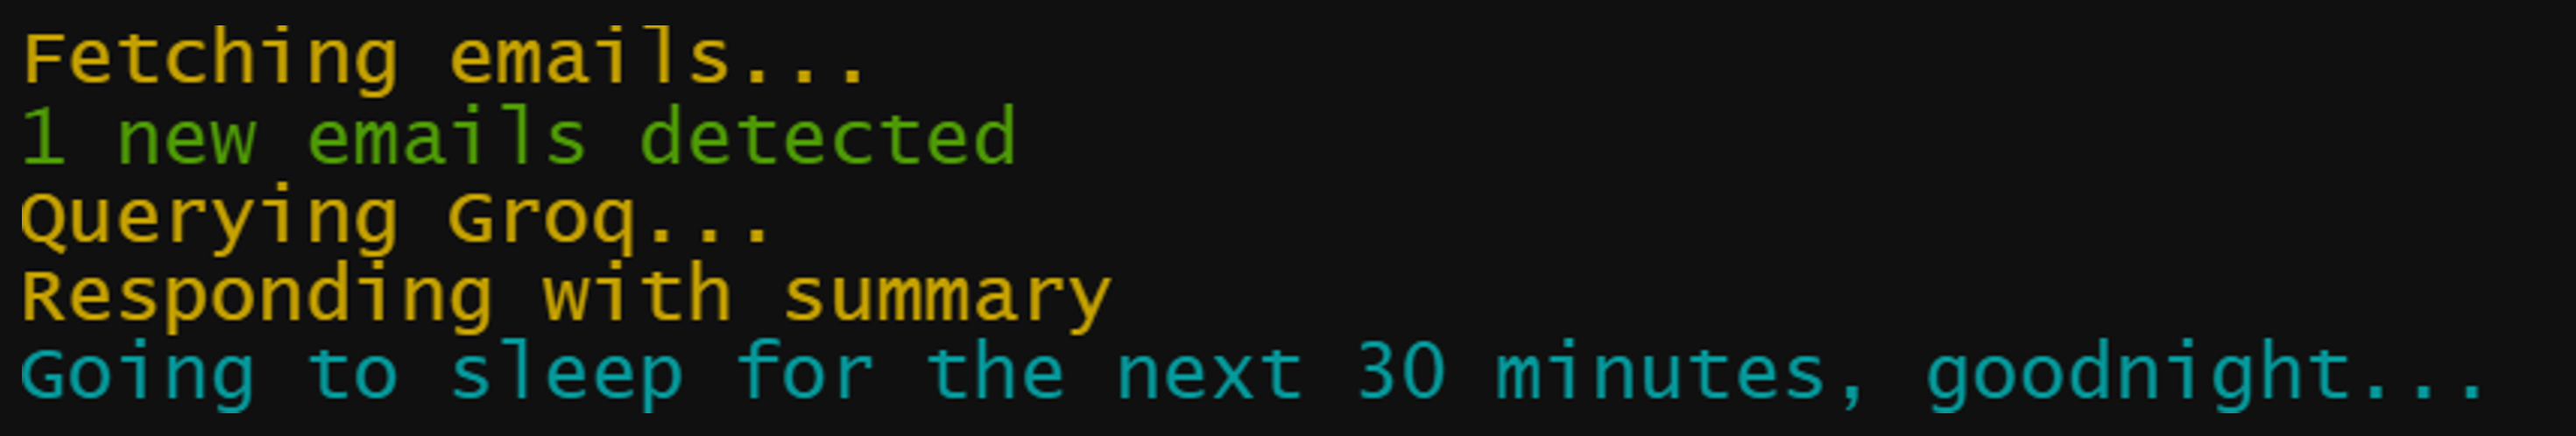 Fetching emails...
1 new emails detected
Querying Groq...
Responding with summary
Going to sleep for the next 30 minutes, goodnight...